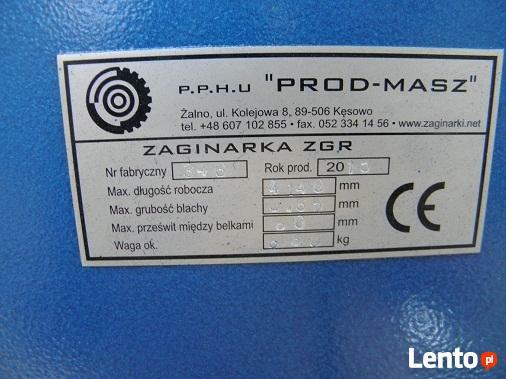 P.P.H.U "PROD-MASZ"
Żalno, ul. Kolejowa 8, 89-506 Kęsowo
tel. +48 607 102 855 • fax. 052 334 14 56 • www.zaginarki.net
ZAGINARKA ZGR
Nr fabryczny Rok prod. 20
Max. długość robocza mm
Max. grubość blachy mm
Max. prześwit między belkami mm
Waga ok. kg
CE
Lento.pl